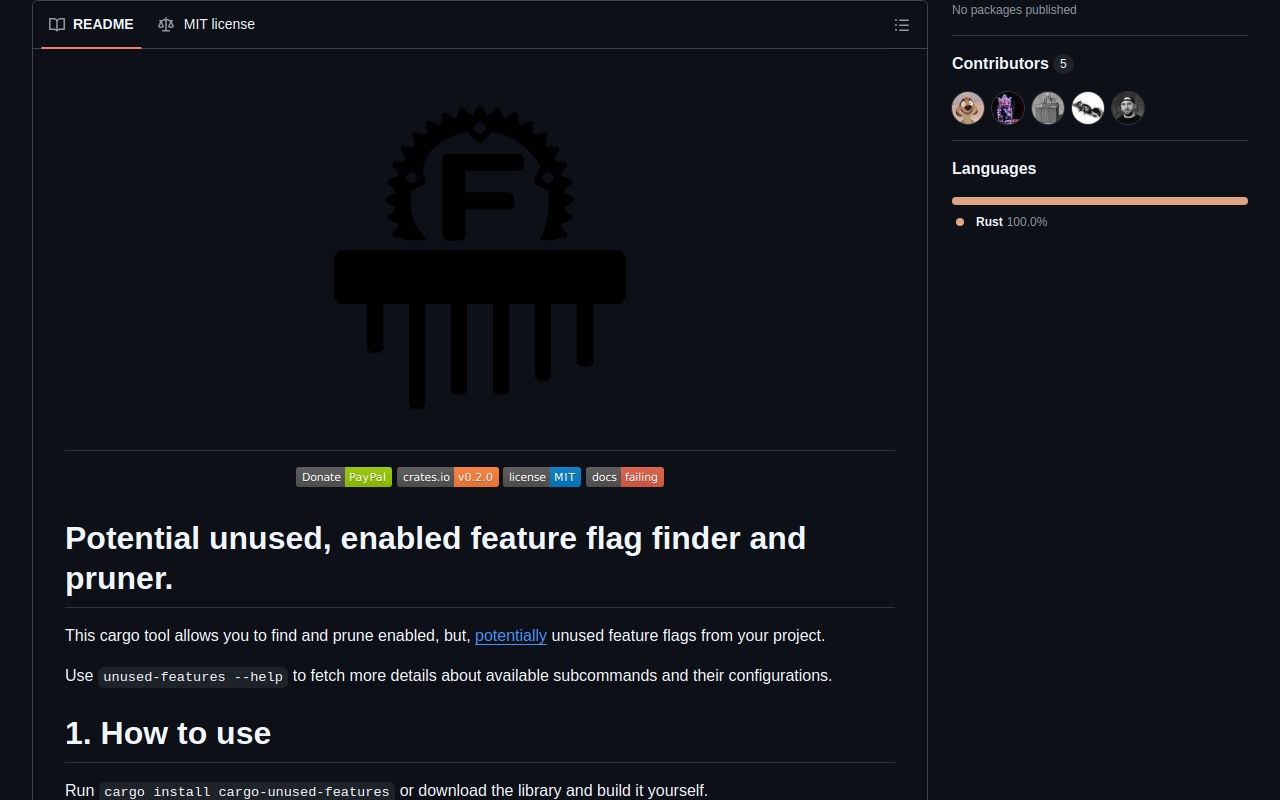 README
MIT license
No packages published
Contributors 5
Languages
Rust 100.0%
F
Donate PayPal crates.io v0.2.0 license MIT docs failing
Potential unused, enabled feature flag finder and
pruner.
This cargo tool allows you to find and prune enabled, but, potentially unused feature flags from your project.
Use unused-features --help to fetch more details about available subcommands and their configurations.
1. How to use
Run cargo install cargo-unused-features or download the library and build it yourself.